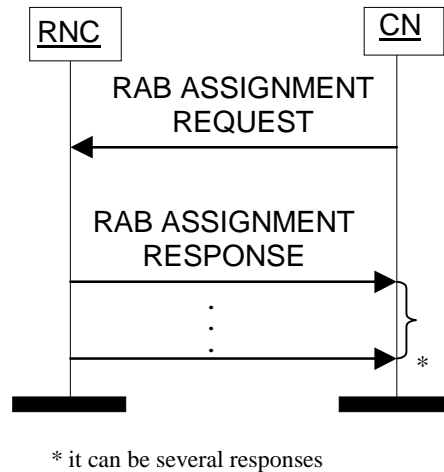 RNC
CN
RAB ASSIGNMENT
REQUEST
RAB ASSIGNMENT
RESPONSE
*
* it can be several responses